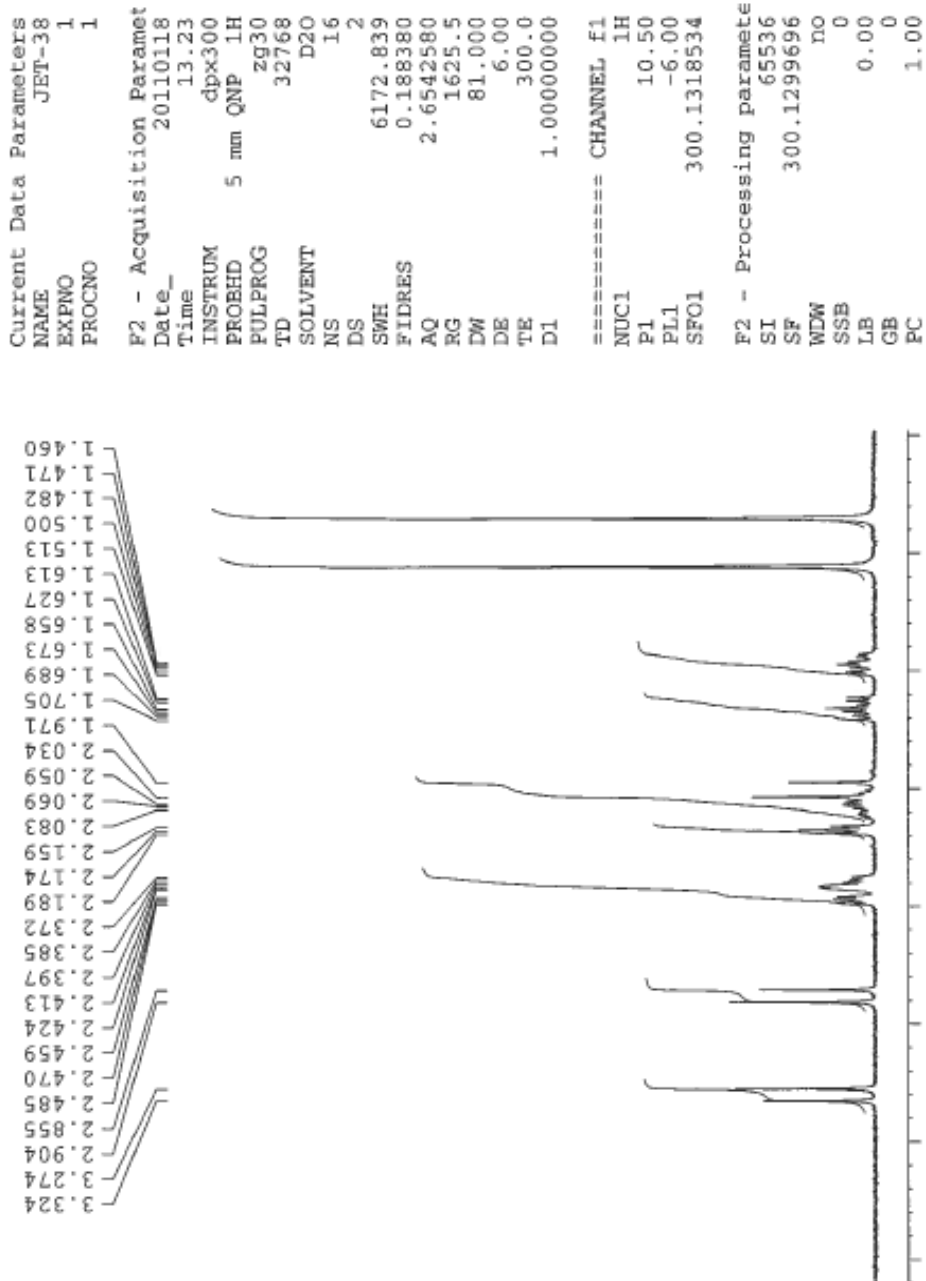 Current Data Parameters
NAME JET-38
EXPNO 1
PROCNO 1
F2 - Acquisition Paramet
Date_ 20110118
Time 13.23
INSTRUM dpx300
PROBHD 5 mm QNP 1H
PULPROG zg30
TD 32768
SOLVENT D2O
NS 16
DS 2
SWH 6172.839
FIDRES 0.188380
AQ 2.6542580
RG 1625.5
DW 81.000
DE 6.00
TE 300.0
D1 1.00000000
============ CHANNEL f1
NUC1 1H
P1 10.50
PL1 -6.00
SFO1 300.1318534
F2 - Processing paramete
SI 65536
SF 300.1299696
WDW no
SSB 0
LB 0.00
GB 0
PC 1.00
1.460
1.471
1.482
1.500
1.513
1.613
1.627
1.658
1.673
1.689
1.705
1.971
2.034
2.059
2.069
2.083
2.159
2.174
2.189
2.372
2.385
2.397
2.413
2.424
2.459
2.470
2.485
2.855
2.904
3.274
3.324